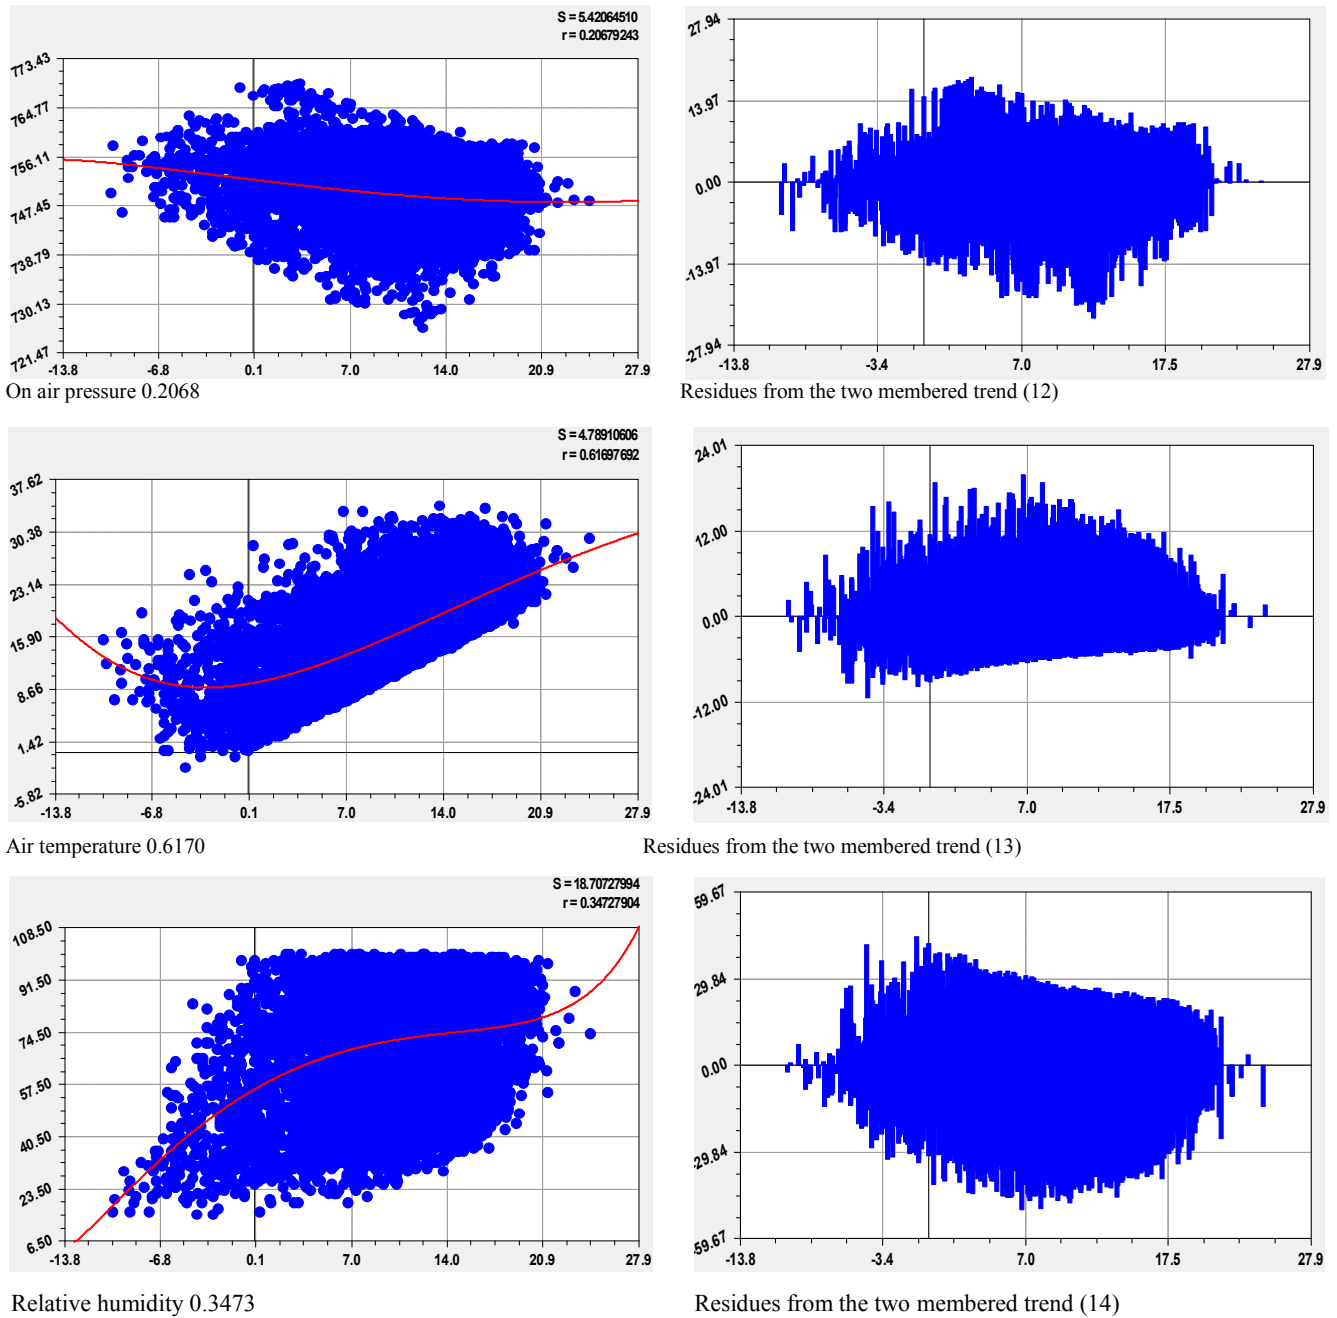 S = 5.42064510
r = 0.20679243
773.43
764.77
756.11
747.45
738.79
730.13
721.47
-13.8 -6.8 0.1 7.0 14.0 20.9 27.9
On air pressure 0.2068
27.94
13.97
0.00
-13.97
-27.94
-13.8 -3.4 7.0 17.5 27.9
Residues from the two membered trend (12)
S = 4.78910606
r = 0.61697692
37.62
30.38
23.14
15.90
8.66
1.42
-5.82
-13.8 -6.8 0.1 7.0 14.0 20.9 27.9
Air temperature 0.6170
24.01
12.00
0.00
-12.00
-24.01
-13.8 -3.4 7.0 17.5 27.9
Residues from the two membered trend (13)
S = 18.70727994
r = 0.34727904
108.50
91.50
74.50
57.50
40.50
23.50
6.50
-13.8 -6.8 0.1 7.0 14.0 20.9 27.9
Relative humidity 0.3473
59.67
29.84
0.00
-29.84
-59.67
-13.8 -3.4 7.0 17.5 27.9
Residues from the two membered trend (14)